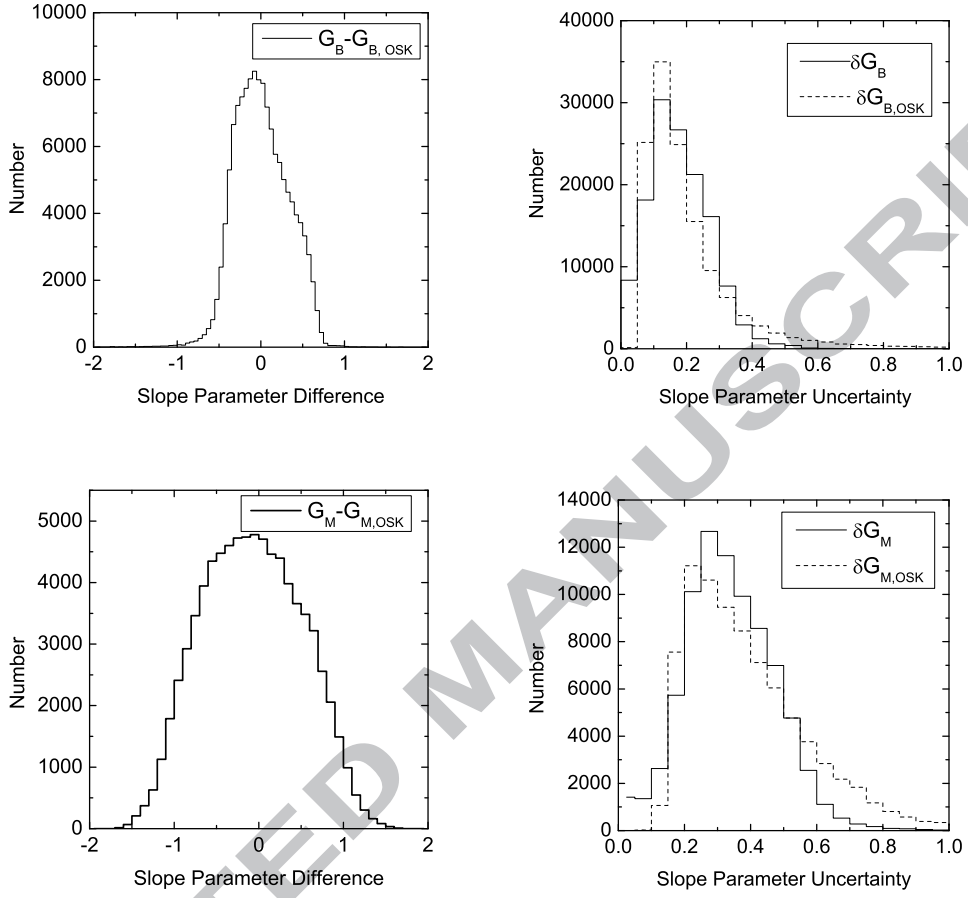 10000
8000
6000
4000
2000
0
-2 -1 0 1 2
Number
Slope Parameter Difference
G_B-G_B, OSK
40000
30000
20000
10000
0
0.0 0.2 0.4 0.6 0.8 1.0
Number
Slope Parameter Uncertainty
δG_B
δG_B,OSK
5000
4000
3000
2000
1000
0
-2 -1 0 1 2
Number
Slope Parameter Difference
G_M-G_M,OSK
14000
12000
10000
8000
6000
4000
2000
0
0.0 0.2 0.4 0.6 0.8 1.0
Number
Slope Parameter Uncertainty
δG_M
δG_M,OSK
TED MANUSCRI